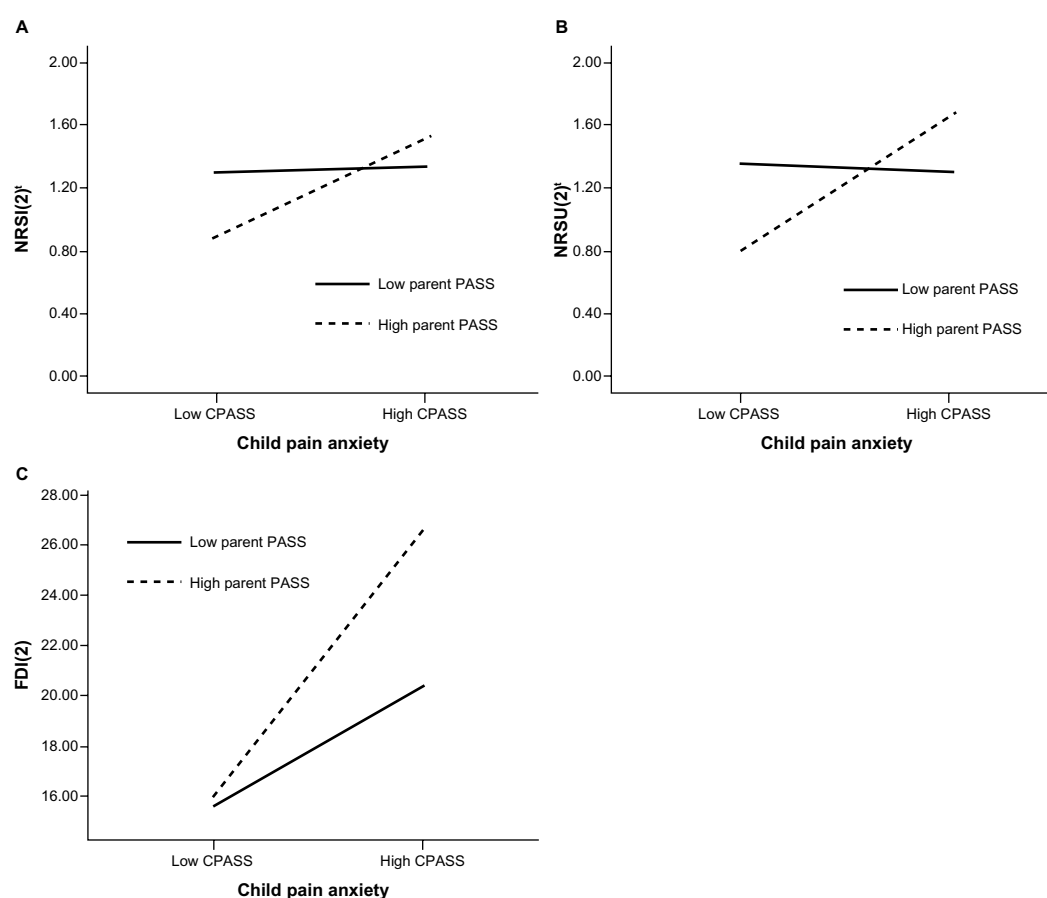 A
2.00
1.60
1.20
0.80
0.40
0.00
NRSI(2)ᵗ
Low parent PASS
High parent PASS
Low CPASS
High CPASS
Child pain anxiety
B
2.00
1.60
1.20
0.80
0.40
0.00
NRSU(2)ᵗ
Low parent PASS
High parent PASS
Low CPASS
High CPASS
Child pain anxiety
C
28.00
26.00
24.00
22.00
20.00
18.00
16.00
FDI(2)
Low parent PASS
High parent PASS
Low CPASS
High CPASS
Child pain anxiety